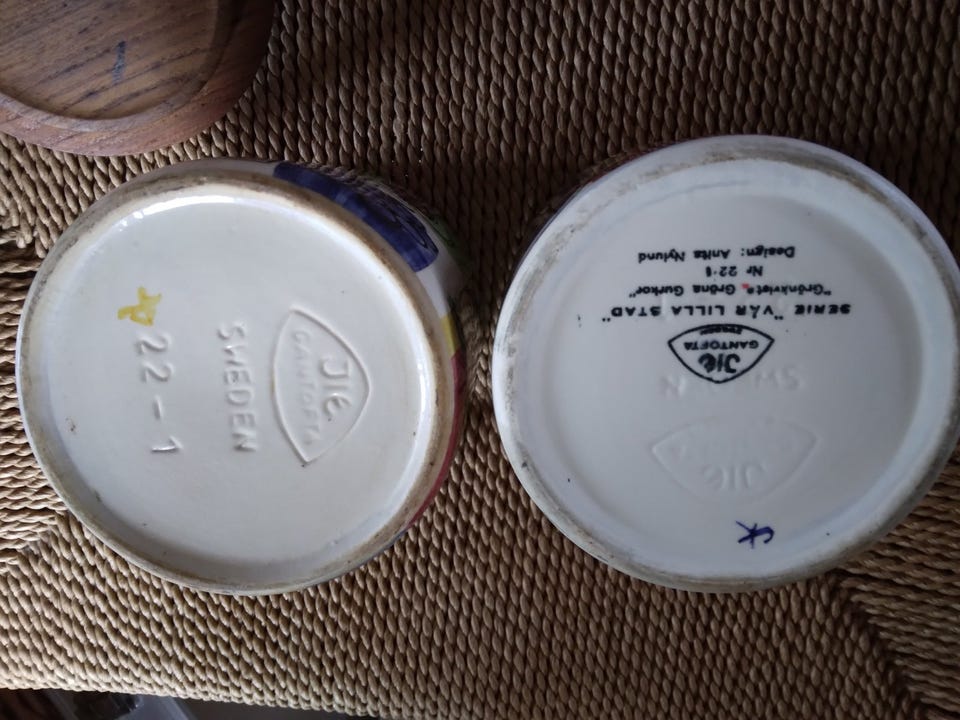 JIE
GANTOFTA
SWEDEN
22-1
JIE
GANTOFTA
SWEDEN
SERIE "VÅR LILLA STAD"
"Grönkvists Gröna Gurkor"
Nr 22-1
Design: Anita Nylund
JIE